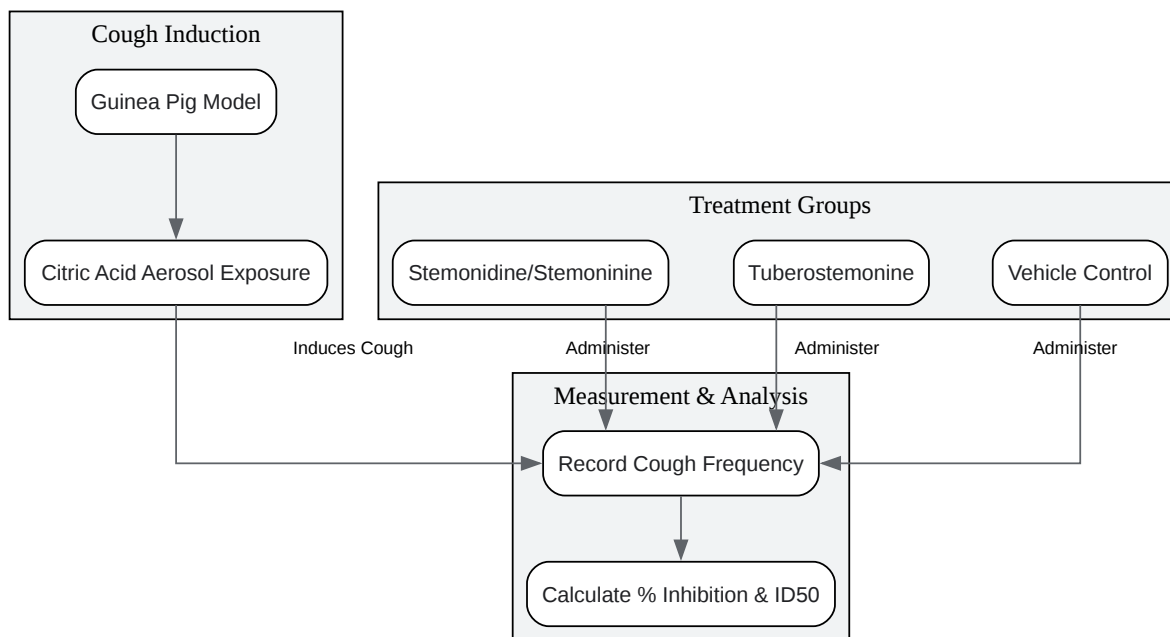 Cough Induction
Guinea Pig Model
Citric Acid Aerosol Exposure
Treatment Groups
Stemonidine/Stemoninine
Tuberostemonine
Vehicle Control
Induces Cough
Administer
Administer
Administer
Measurement & Analysis
Record Cough Frequency
Calculate % Inhibition & ID50